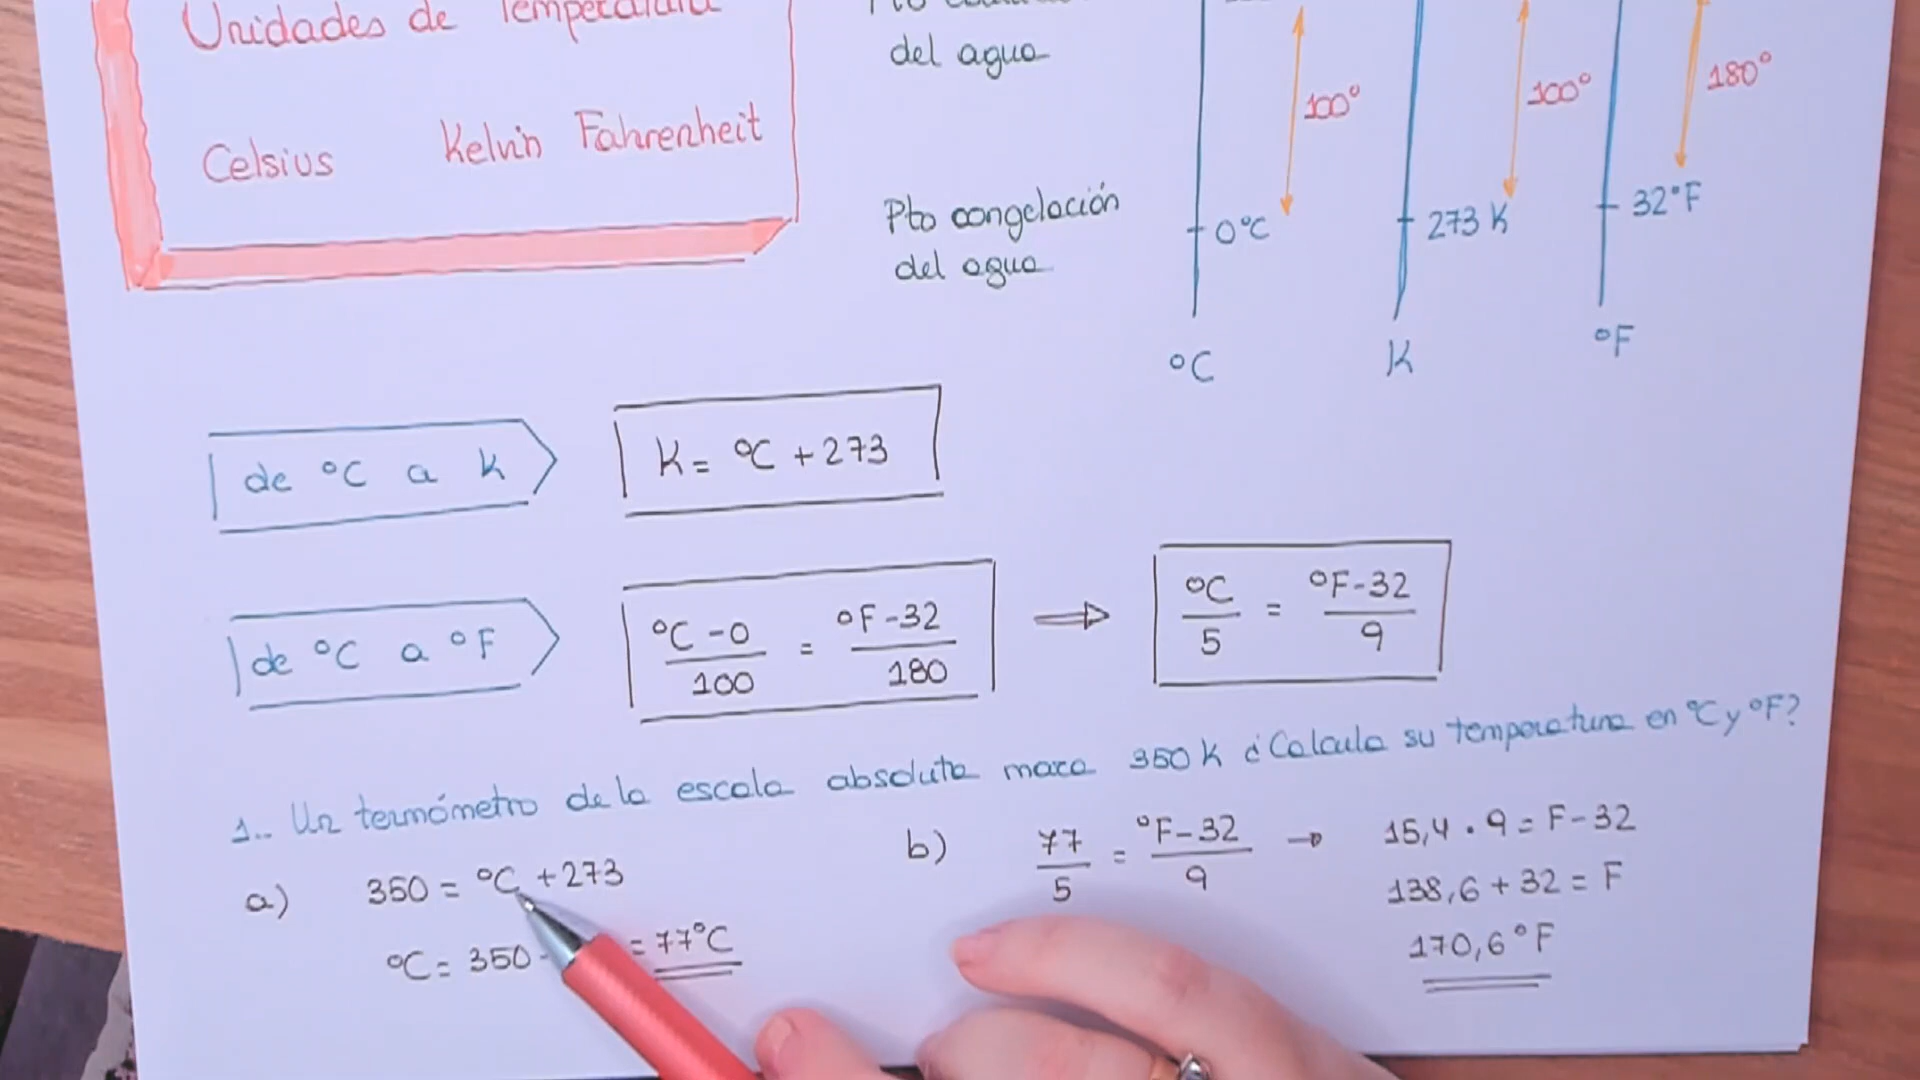 Unidades de Temperatura
Celsius Kelvin Fahrenheit
Pto
del agua
100°
100°
180°
Pto congelación
del agua
0°C
273 K
32°F
°C
K
°F
de °C a K
K = °C + 273
de °C a °F
°C - 0 / 100 = °F - 32 / 180 ⟹ °C / 5 = °F - 32 / 9
1.. Un termómetro de la escala absoluta marca 350 K ¿Calcula su temperatura en °C y °F?
a) 350 = °C + 273
°C = 350 - = 77°C
b) 77 / 5 = °F - 32 / 9 → 15,4 · 9 = F - 32
138,6 + 32 = F
170,6°F